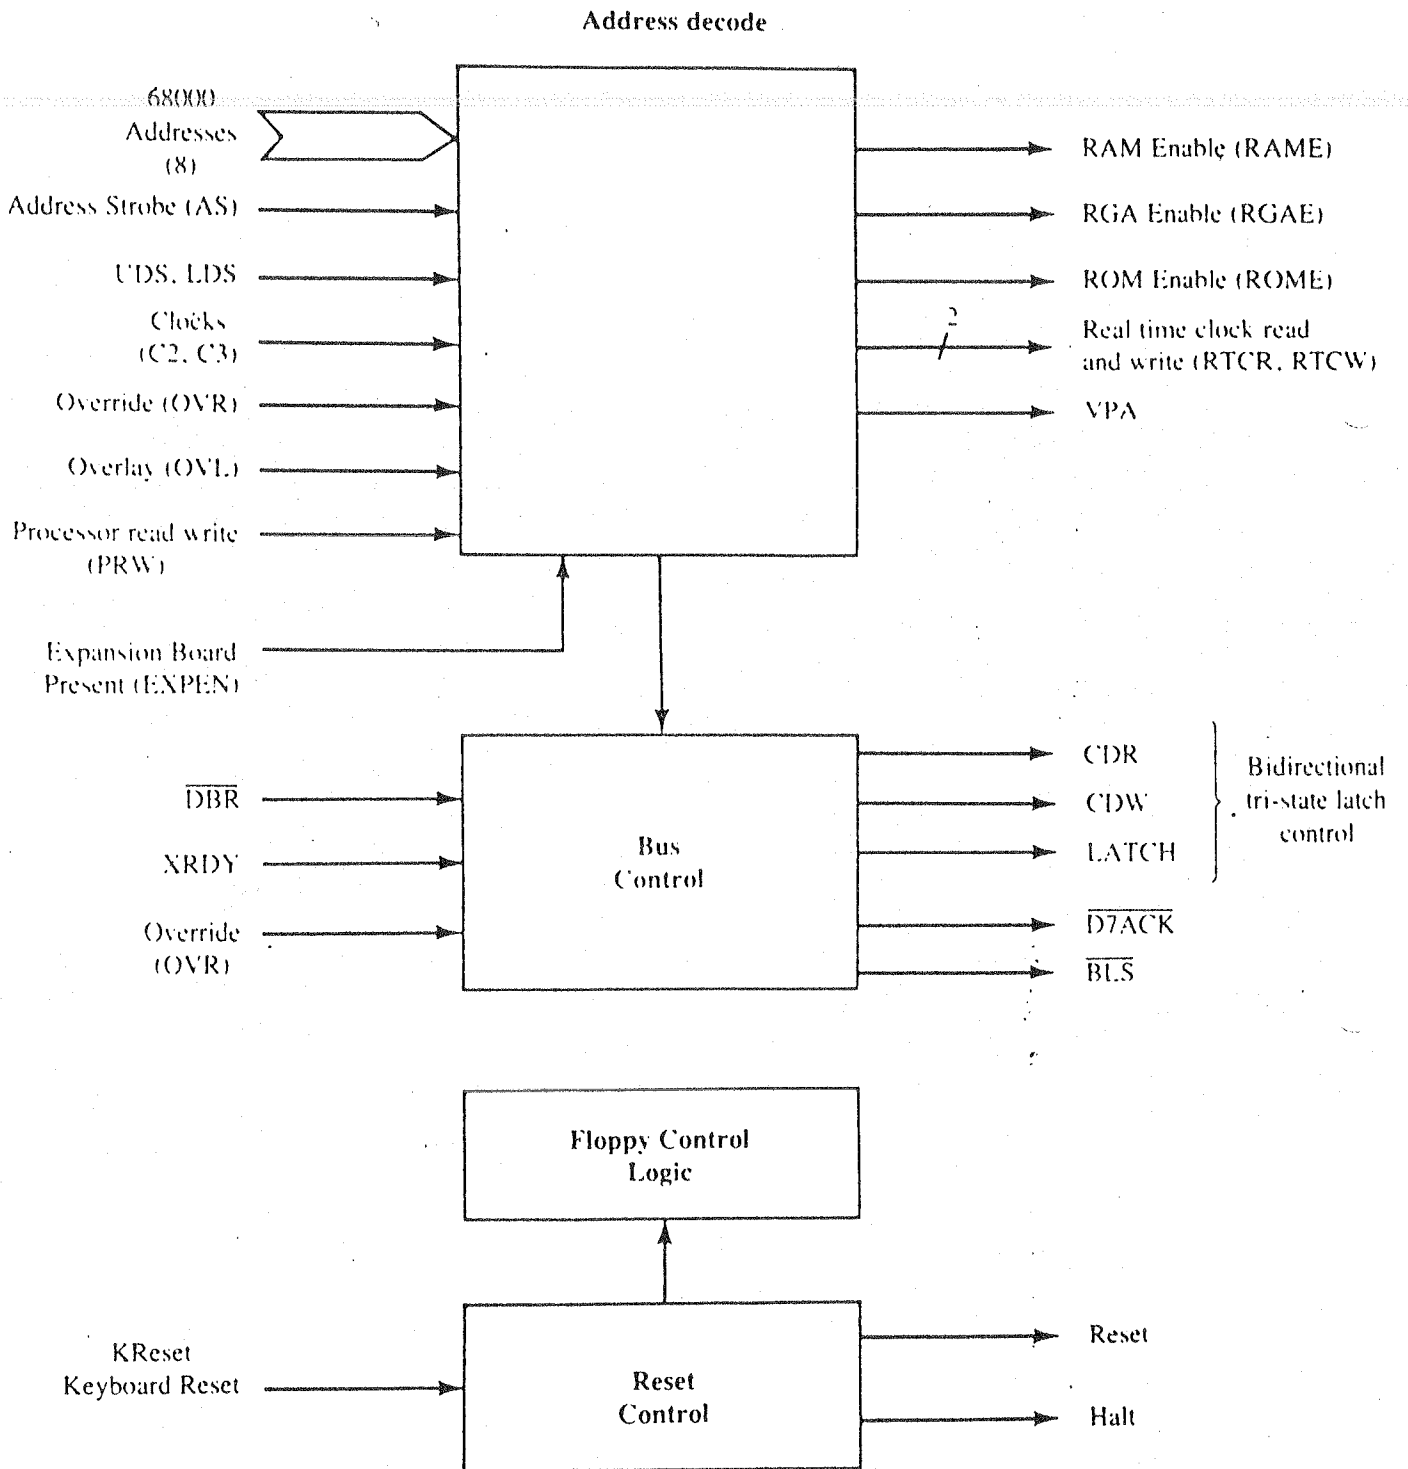 Address decode
68000
Addresses
(8)
Address Strobe (AS)
UDS, LDS
Clocks
(C2, C3)
Override (OVR)
Overlay (OVL)
Processor read write
(PRW)
Expansion Board
Present (EXPEN)
RAM Enable (RAME)
RGA Enable (RGAE)
ROM Enable (ROME)
2
Real time clock read
and write (RTCR, RTCW)
VPA
DBR
XRDY
Override
(OVR)
Bus
Control
CDR
CDW
LATCH
D7ACK
BLS
Bidirectional
tri-state latch
control
Floppy Control
Logic
KReset
Keyboard Reset
Reset
Control
Reset
Halt